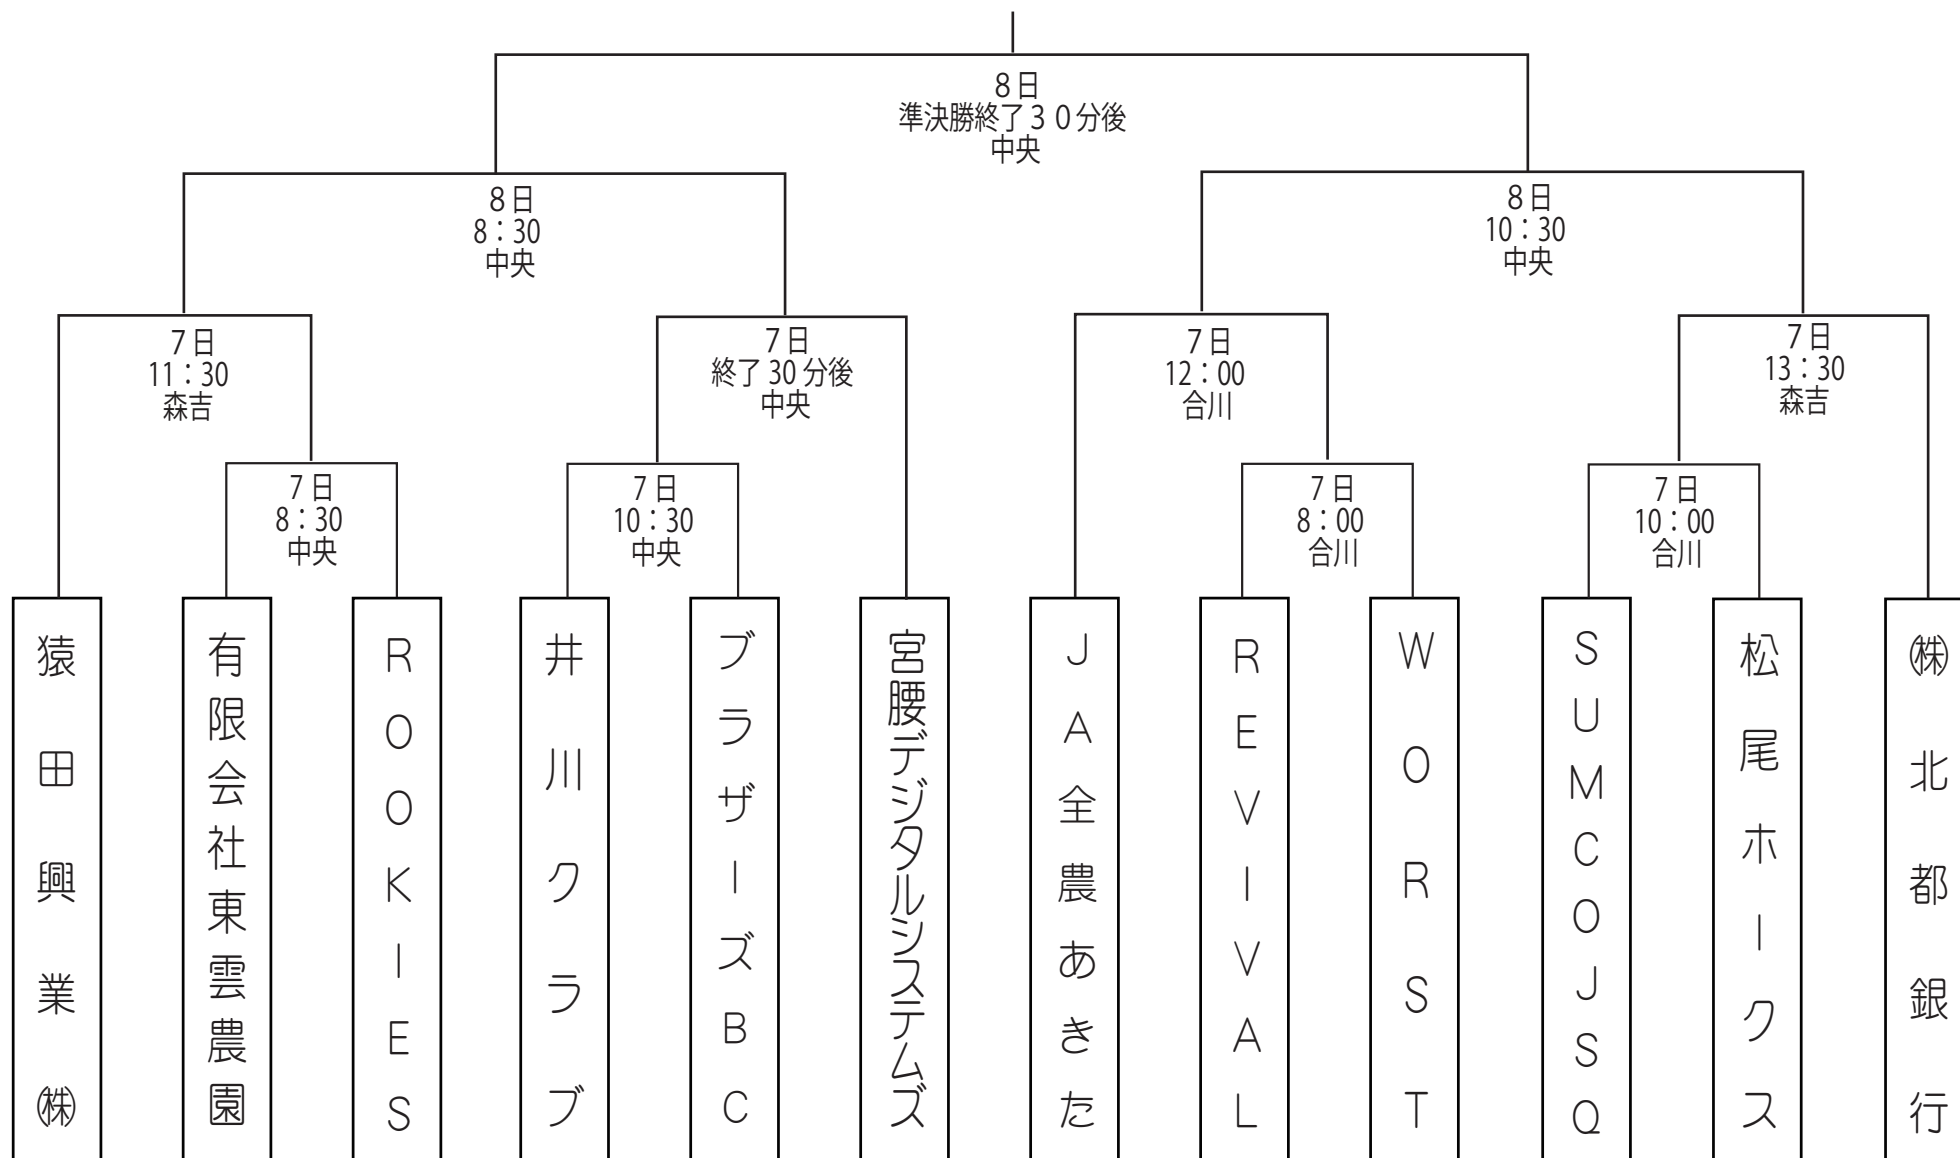 8日
準決勝終了３０分後
中央
8日
8：30
中央
8日
10：30
中央
7日
11：30
森吉
7日
終了30分後
中央
7日
12：00
合川
7日
13：30
森吉
7日
8：30
中央
7日
10：30
中央
7日
8：00
合川
7日
10：00
合川
猿田興業㈱
有限会社東雲農園
ROOKIES
井川クラブ
ブラザーズBC
宮腰デジタルシステムズ
JA全農あきた
REVIVAL
WORST
SUMCOJSQ
松尾ホークス
㈱北都銀行